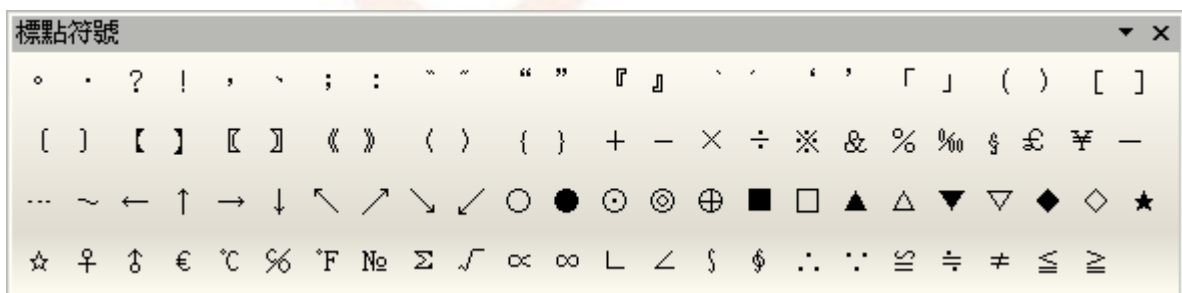 標點符號
。 · ? ! , 、 ; : 〝 〞 “ ” 『 』 ‵ ′ ‘ ’ 「 」 ( ) [ ]
〔 〕 【 】 〖 〗 《 》 〈 〉 { } + − × ÷ ※ & % ‰ § £ ¥ —
… ~ ← ↑ → ↓ ↖ ↗ ↘ ↙ ○ ● ⊙ ◎ ⊕ ■ □ ▲ △ ▼ ▽ ◆ ◇ ★
☆ ♀ ♂ € ℃ ℅ ℉ № Σ √ ∝ ∞ ∟ ∠ ∫ ∮ ∴ ∵ ≌ ≒ ≠ ≦ ≧